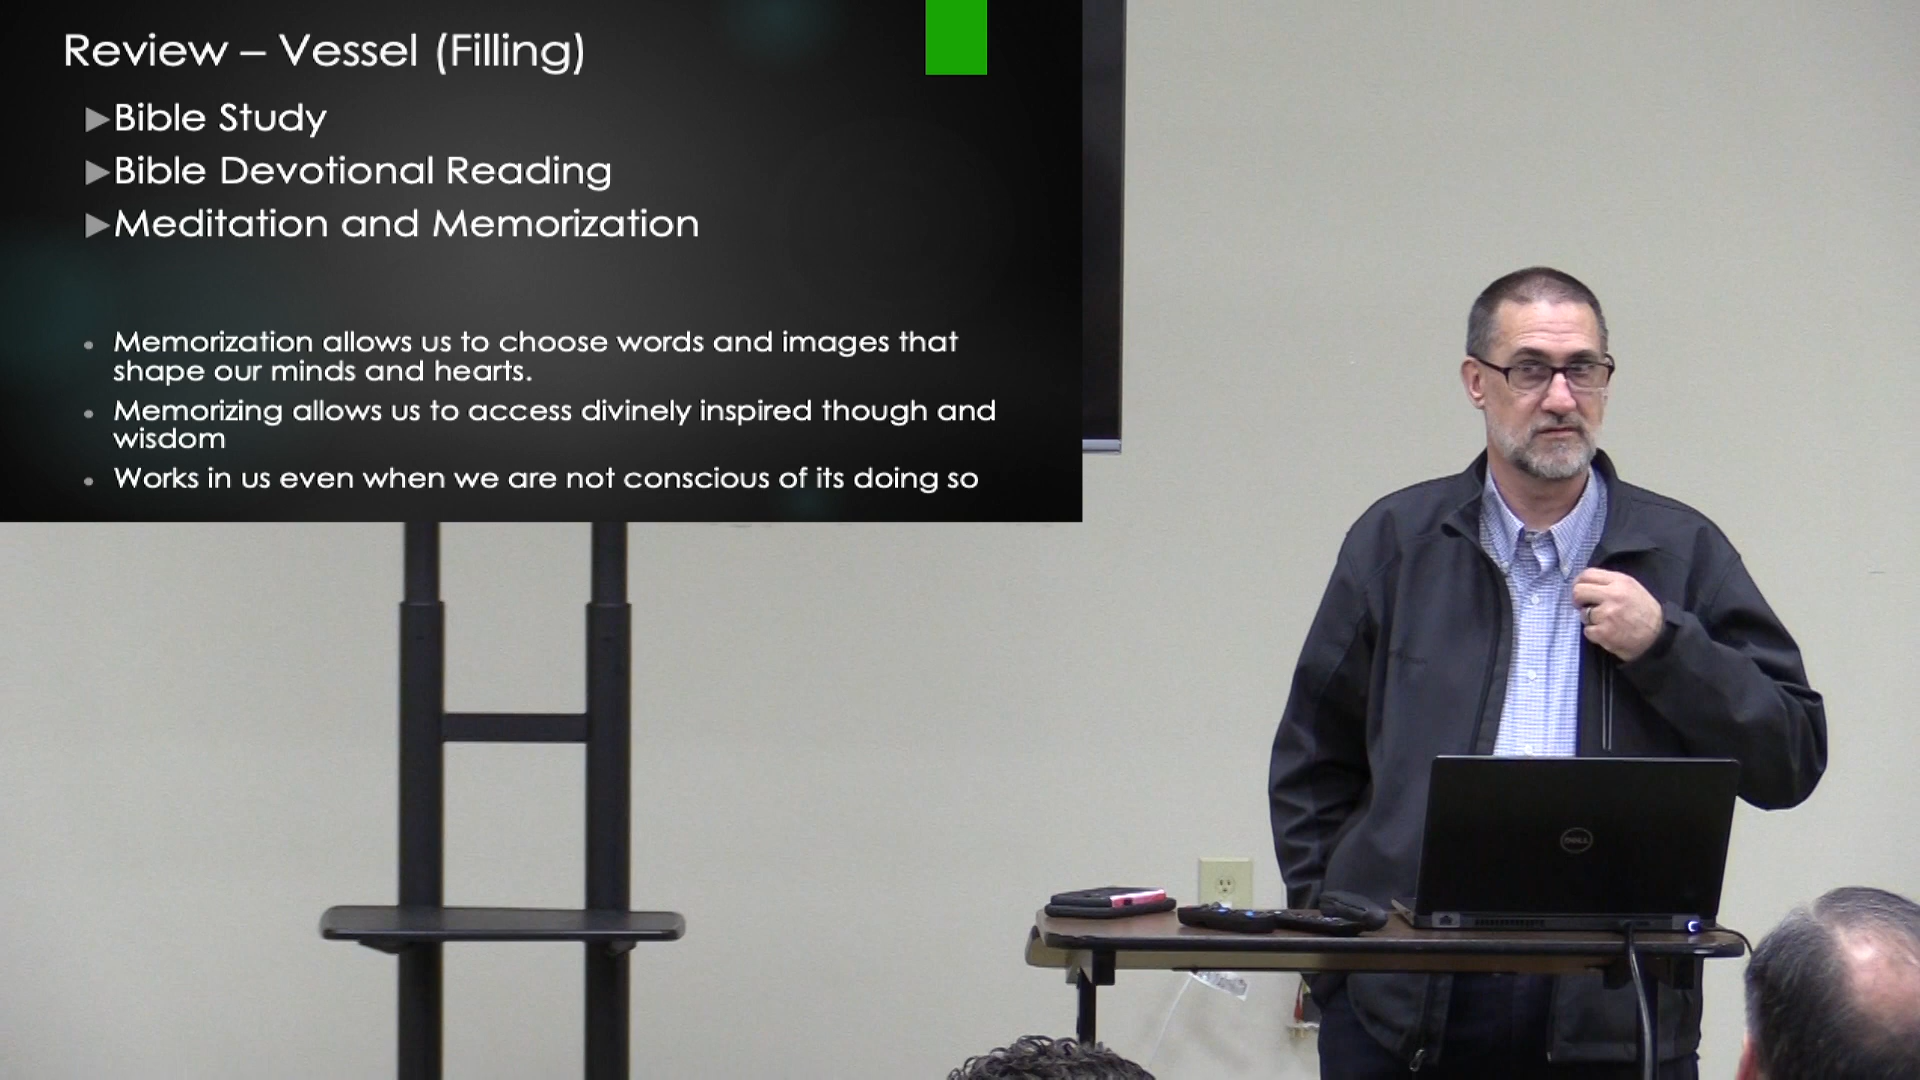 Review – Vessel (Filling)
Bible Study
Bible Devotional Reading
Meditation and Memorization
Memorization allows us to choose words and images that
shape our minds and hearts.
Memorizing allows us to access divinely inspired though and
wisdom
Works in us even when we are not conscious of its doing so
DELL